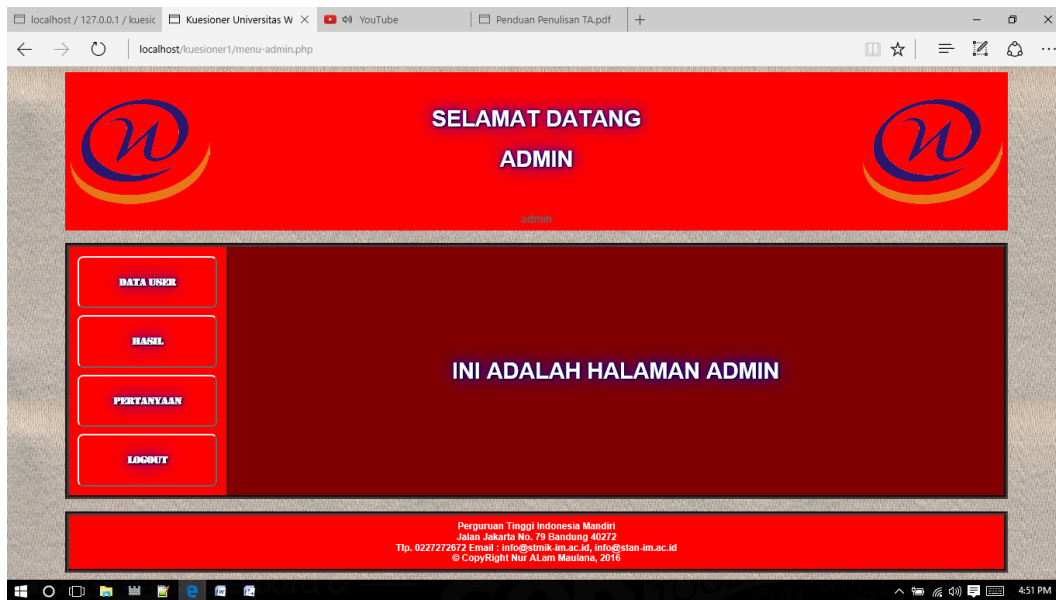 localhost / 127.0.0.1 / kuesic
Kuesioner Universitas W
YouTube
Penduan Penulisan TA.pdf
localhost/kuesioner1/menu-admin.php
SELAMAT DATANG
ADMIN
admin
DATA USER
HASIL
PERTANYAAN
LOGOUT
INI ADALAH HALAMAN ADMIN
Perguruan Tinggi Indonesia Mandiri
Jalan Jakarta No. 79 Bandung 40272
Tlp. 0227272672 Email : info@stmik-im.ac.id, info@stan-im.ac.id
© CopyRight Nur ALam Maulana, 2016
4:51 PM